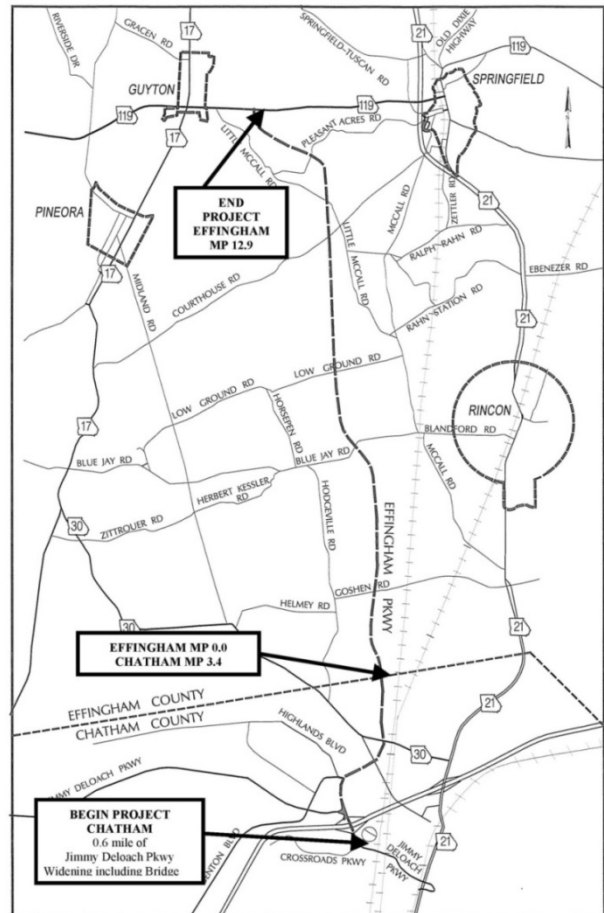 RIVERSIDE DR
GRACEN RD
17
SPRINGFIELD-TUSCAN RD
21
OLD DIXIE
HIGHWAY
119
GUYTON
SPRINGFIELD
119
119
17
LITTLE MCCALL RD
PLEASANT ACRES RD
END
PROJECT
EFFINGHAM
MP 12.9
PINEORA
MCCALL RD
ZETTLER RD
21
LITTLE MCCALL RD
RALPH RAHN RD
17
MIDLAND RD
COURTHOUSE RD
RAHN STATION RD
EBENEZER RD
21
LOW GROUND RD
LOW GROUND RD
HORSEPEN RD
RINCON
17
BLANDFORD RD
BLUE JAY RD
BLUE JAY RD
MCCALL RD
HERBERT KESSLER RD
HODGEVILLE RD
EFFINGHAM PKWY
ZITTROUER RD
30
GOSHEN RD
HELMEY RD
30
21
EFFINGHAM MP 0.0
CHATHAM MP 3.4
EFFINGHAM COUNTY
CHATHAM COUNTY
21
HIGHLANDS BLVD
30
JIMMY DELOACH PKWY
BEGIN PROJECT
CHATHAM
0.6 mile of
Jimmy Deloach Pkwy
Widening including Bridge
BENTON BLVD
CROSSROADS PKWY
JIMMY DELOACH PKWY
21